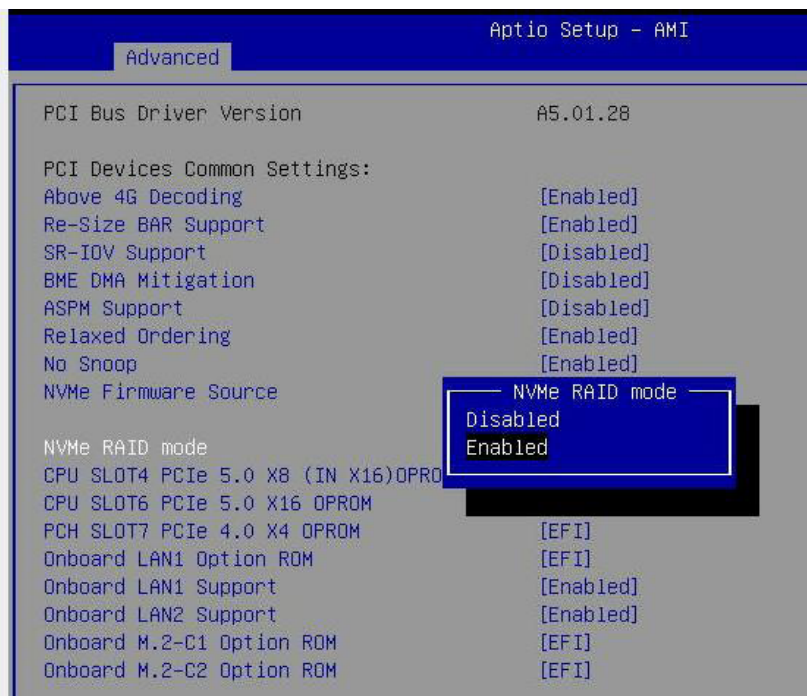 Aptio Setup – AMI
Advanced
PCI Bus Driver Version A5.01.28
PCI Devices Common Settings:
Above 4G Decoding [Enabled]
Re-Size BAR Support [Enabled]
SR-IOV Support [Disabled]
BME DMA Mitigation [Disabled]
ASPM Support [Disabled]
Relaxed Ordering [Enabled]
No Snoop [Enabled]
NVMe Firmware Source
NVMe RAID mode
Disabled
Enabled
NVMe RAID mode
CPU SLOT4 PCIe 5.0 X8 (IN X16)OPRO
CPU SLOT6 PCIe 5.0 X16 OPROM
PCH SLOT7 PCIe 4.0 X4 OPROM [EFI]
Onboard LAN1 Option ROM [EFI]
Onboard LAN1 Support [Enabled]
Onboard LAN2 Support [Enabled]
Onboard M.2-C1 Option ROM [EFI]
Onboard M.2-C2 Option ROM [EFI]